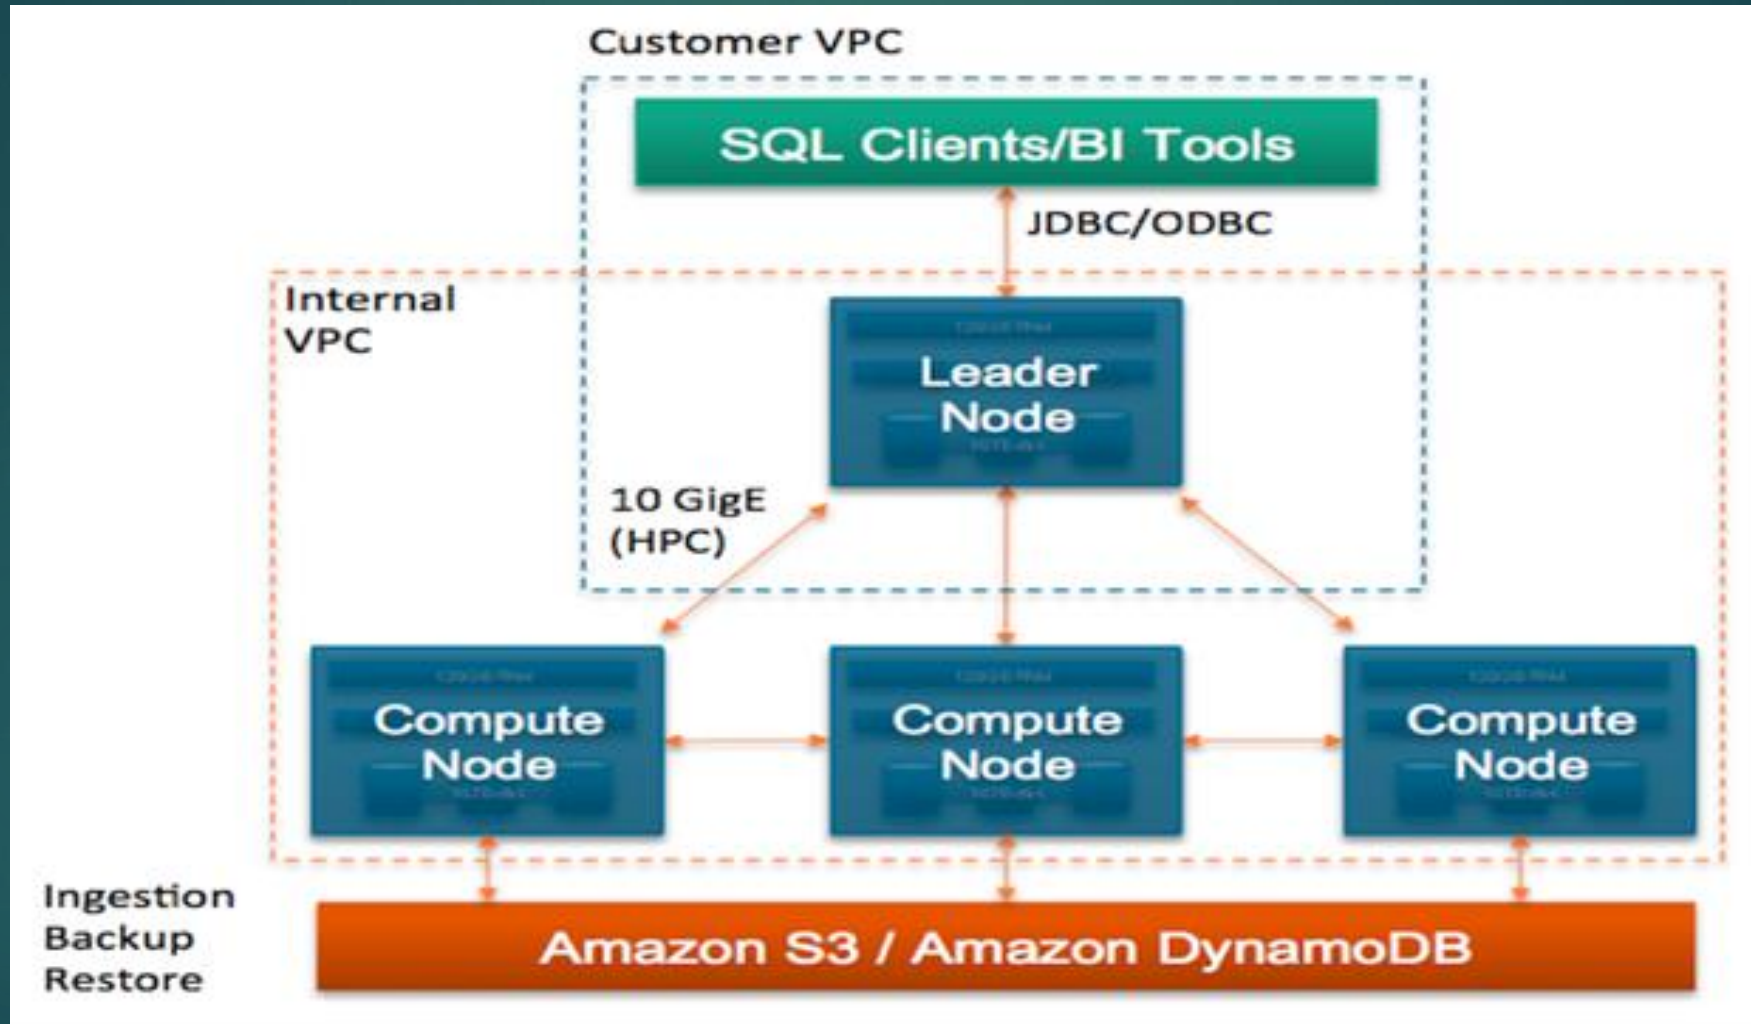 Customer VPC
SQL Clients/BI Tools
JDBC/ODBC
Internal
VPC
Leader
Node
10 GigE
(HPC)
Compute
Node
Compute
Node
Compute
Node
Ingestion
Backup
Restore
Amazon S3 / Amazon DynamoDB